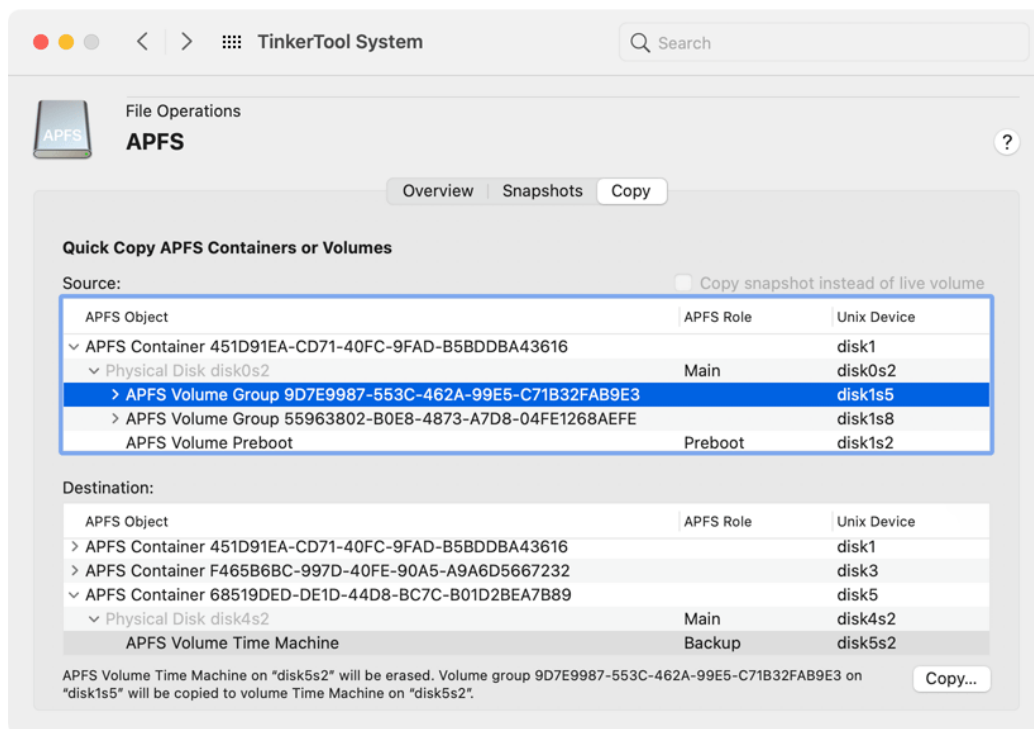 TinkerTool System
Search
APFS
File Operations
APFS
?
Overview
Snapshots
Copy
Quick Copy APFS Containers or Volumes
Source:
Copy snapshot instead of live volume
APFS Object APFS Role Unix Device
APFS Container 451D91EA-CD71-40FC-9FAD-B5BDDBA43616 disk1
Physical Disk disk0s2 Main disk0s2
APFS Volume Group 9D7E9987-553C-462A-99E5-C71B32FAB9E3 disk1s5
APFS Volume Group 55963802-B0E8-4873-A7D8-04FE1268AEFE disk1s8
APFS Volume Preboot Preboot disk1s2
Destination:
APFS Object APFS Role Unix Device
APFS Container 451D91EA-CD71-40FC-9FAD-B5BDDBA43616 disk1
APFS Container F465B6BC-997D-40FE-90A5-A9A6D5667232 disk3
APFS Container 68519DED-DE1D-44D8-BC7C-B01D2BEA7B89 disk5
Physical Disk disk4s2 Main disk4s2
APFS Volume Time Machine Backup disk5s2
APFS Volume Time Machine on “disk5s2” will be erased. Volume group 9D7E9987-553C-462A-99E5-C71B32FAB9E3 on
“disk1s5” will be copied to volume Time Machine on “disk5s2”.
Copy...